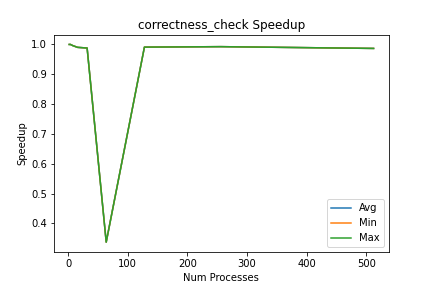 correctness_check Speedup
1.0
0.9
0.8
0.7
0.6
0.5
0.4
Speedup
0
100
200
300
400
500
Num Processes
Avg
Min
Max